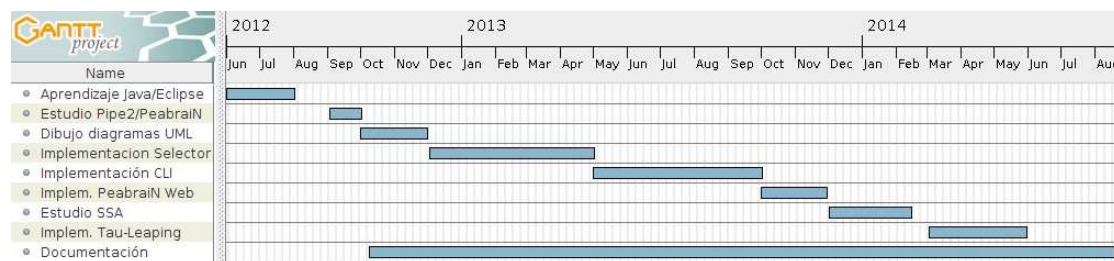 GANTT
project
2012 2013 2014
Jun Jul Aug Sep Oct Nov Dec Jan Feb Mar Apr May Jun Jul Aug Sep Oct Nov Dec Jan Feb Mar Apr May Jun Jul Au
Name
Aprendizaje Java/Eclipse
Estudio Pipe2/PeabraiN
Dibujo diagramas UML
Implementacion Selector
Implementación CLI
Implem. PeabraiN Web
Estudio SSA
Implem. Tau-Leaping
Documentación